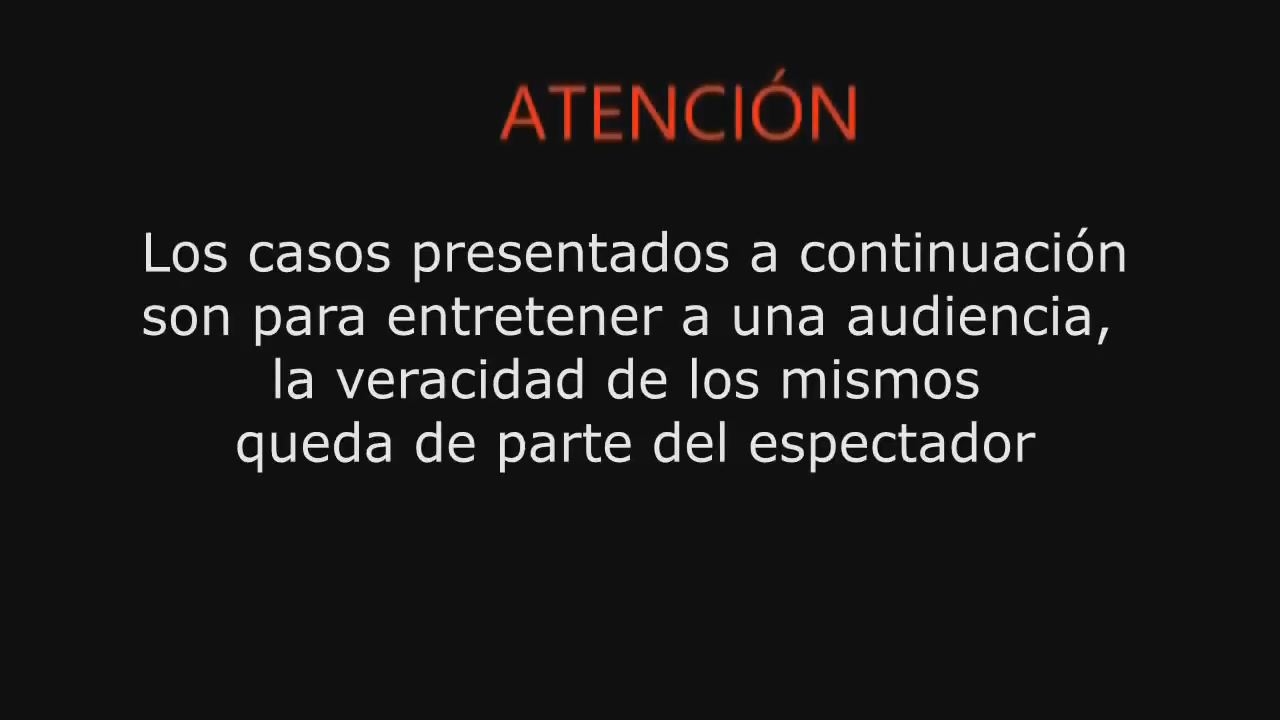 ATENCIÓN
Los casos presentados a continuación
son para entretener a una audiencia,
la veracidad de los mismos
queda de parte del espectador